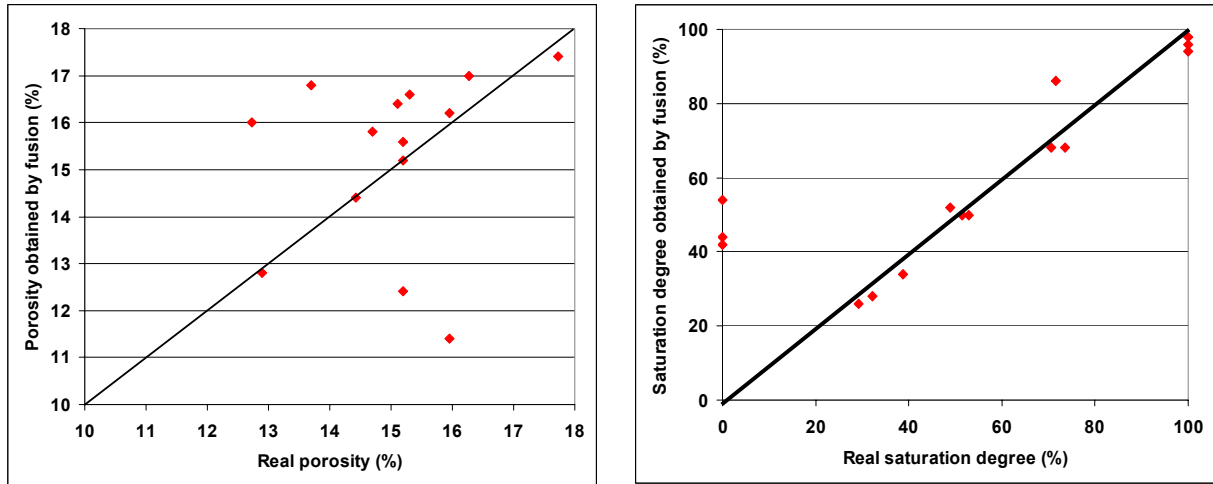 Porosity obtained by fusion (%)
18
17
16
15
14
13
12
11
10
10 11 12 13 14 15 16 17 18
Real porosity (%)
Saturation degree obtained by fusion (%)
100
80
60
40
20
0
0 20 40 60 80 100
Real saturation degree (%)